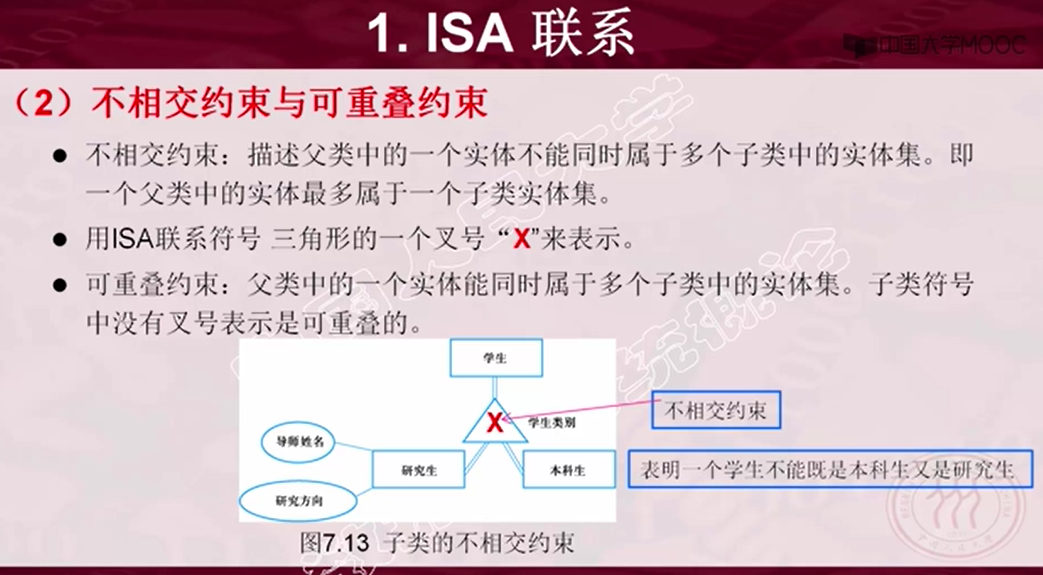 1. ISA 联系
中国大学MOOC
（2）不相交约束与可重叠约束
● 不相交约束：描述父类中的一个实体不能同时属于多个子类中的实体集。即
一个父类中的实体最多属于一个子类实体集。
● 用ISA联系符号 三角形的一个叉号“X”来表示。
● 可重叠约束：父类中的一个实体能同时属于多个子类中的实体集。子类符号
中没有叉号表示是可重叠的。
学生
X
学生类别
不相交约束
导师姓名
研究生
本科生
表明一个学生不能既是本科生又是研究生
研究方向
图7.13 子类的不相交约束